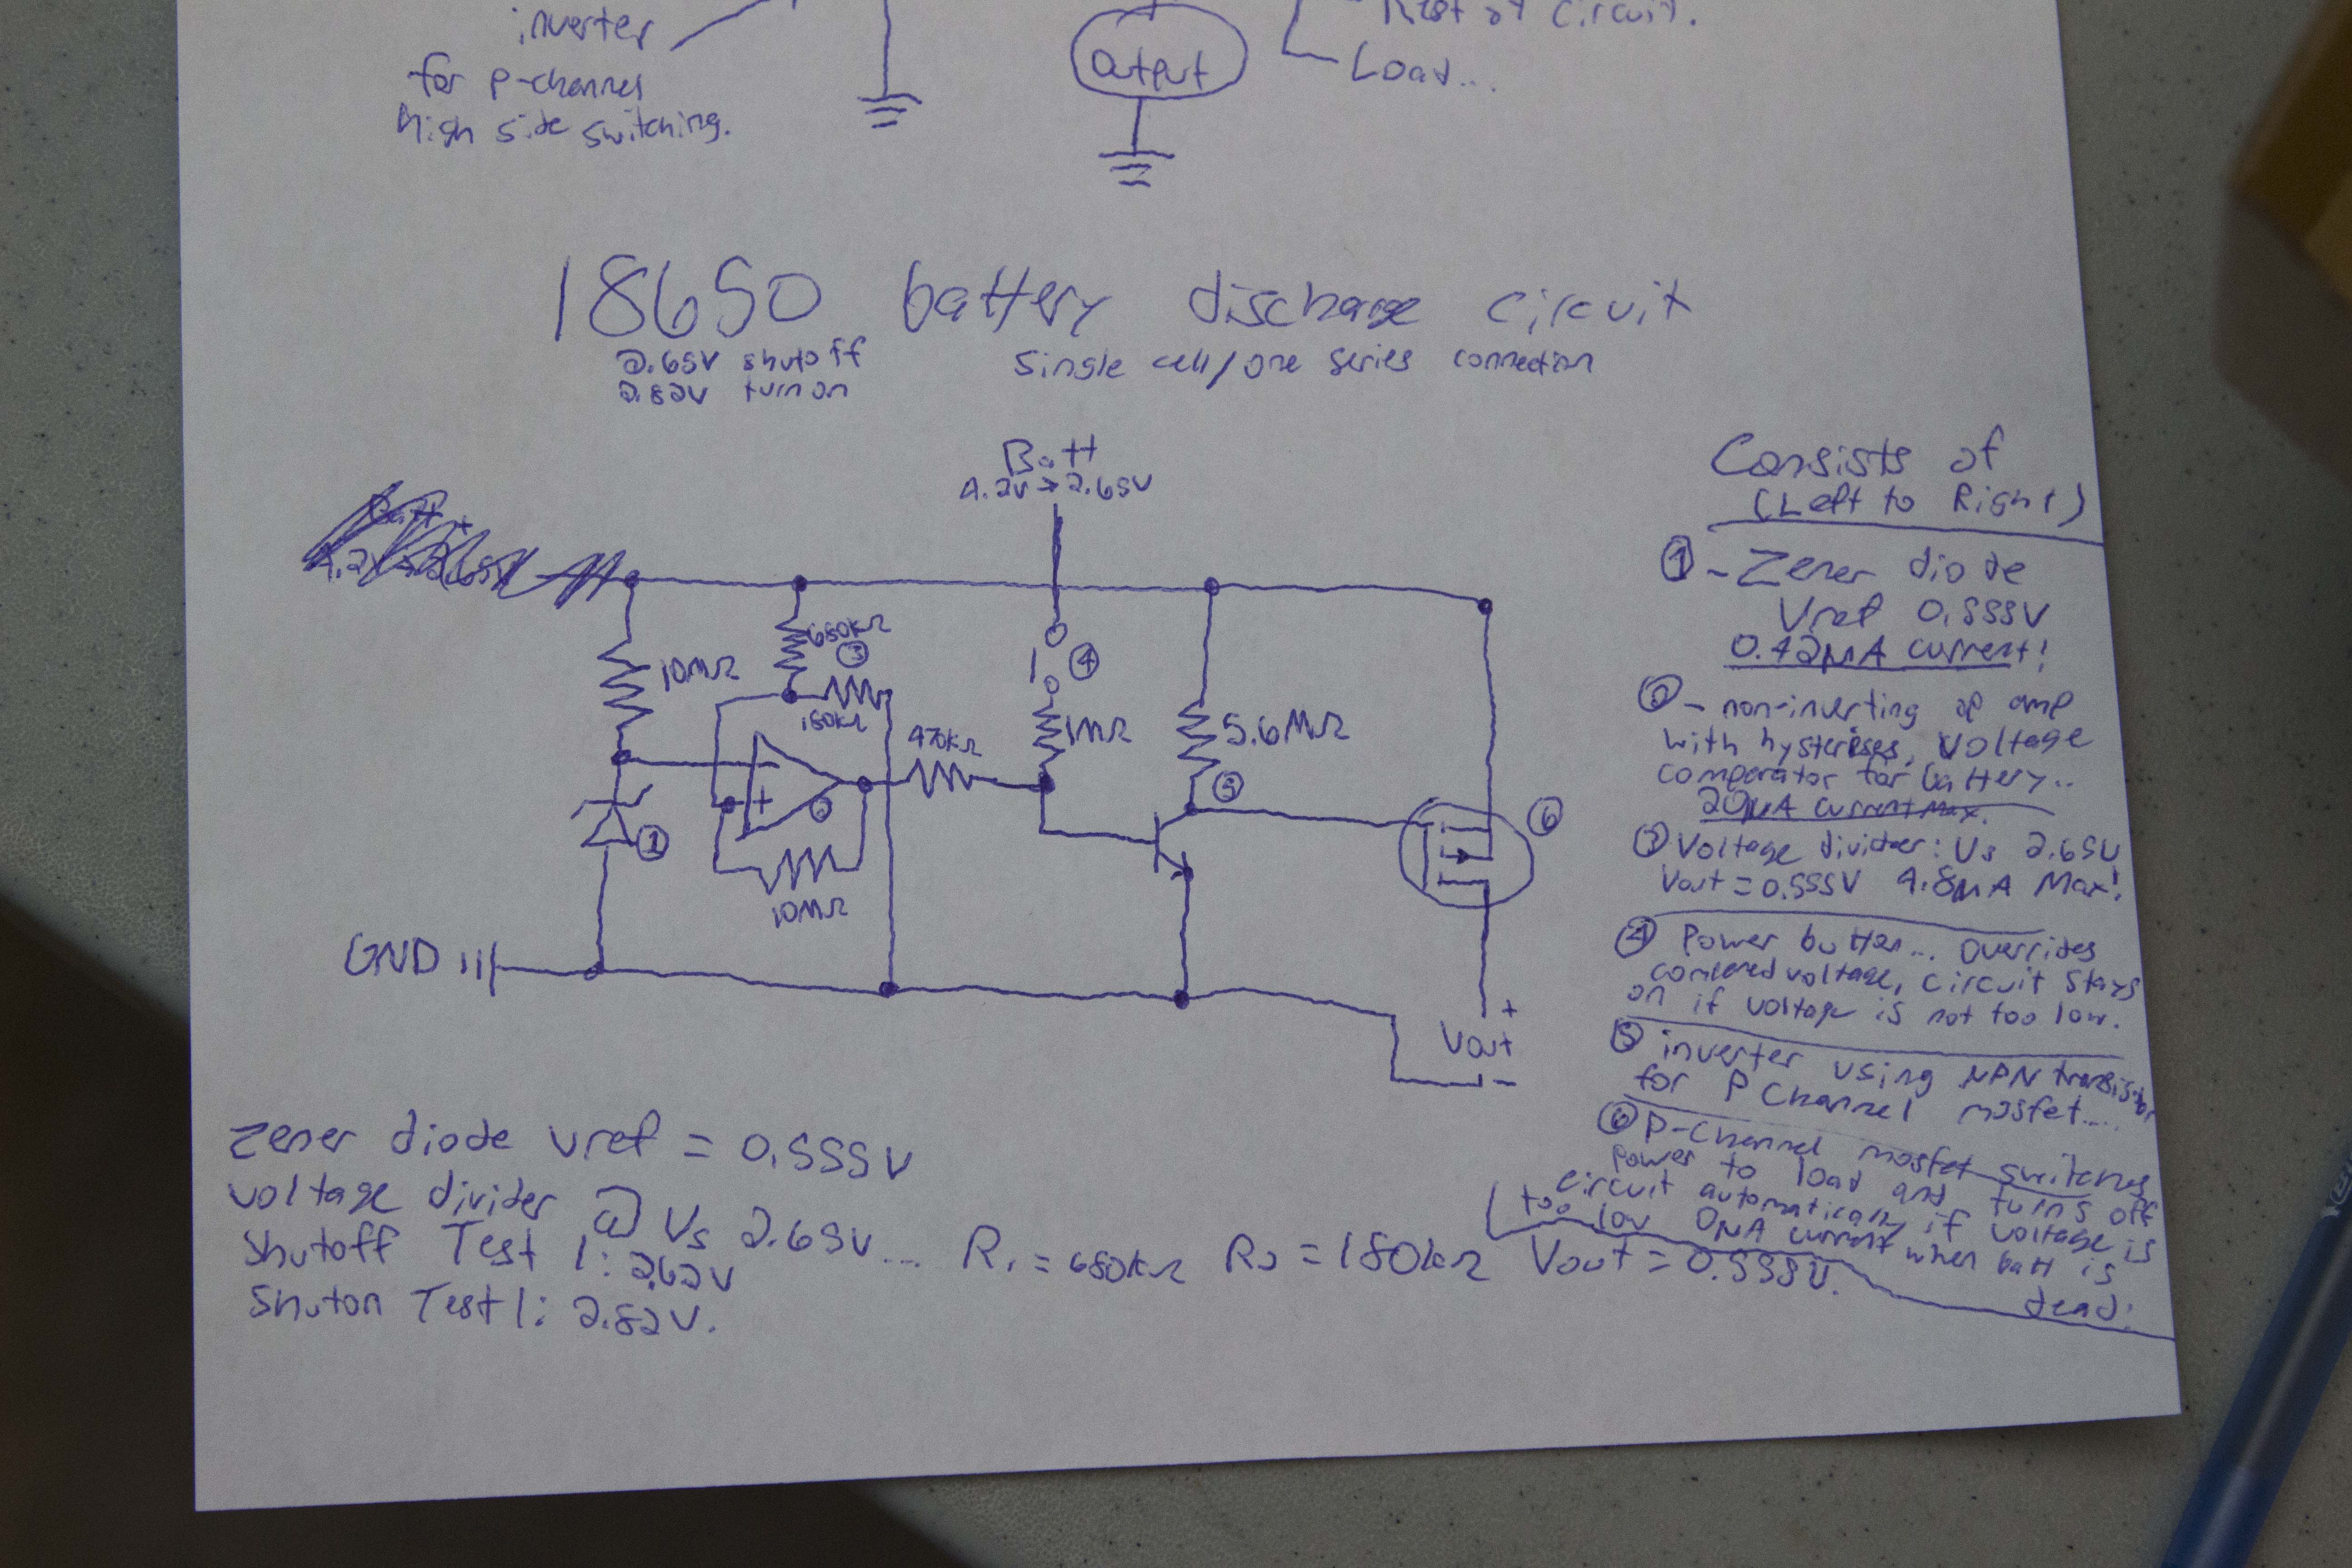 inverter
for P-channel
High side switching.
Output
Rest of Circuit.
Load...
18650 battery discharge circuit
2.65V shutoff
2.82V turn on
Single cell/one series connection
Batt
4.2V → 2.65V
10MΩ
680kΩ
3
180kΩ
4
470kΩ
1MΩ
5.6MΩ
5
6
+
2
1
10MΩ
GND
+
Vout
-
Consists of
(Left to Right)
1 - Zener diode
Vref 0.555V
0.42µA current!
2 - non-inverting op amp
with hystereses, voltage
comperator for battery..
20µA current max.
3 Voltage divider: Vs 2.65V
Vout = 0.555V 4.8µA Max!
4 Power button... overrides
voltage, circuit stays
on if voltage is not too low.
5 inverter using NPN transistor
for P Channel mosfet....
6 P-Channel mosfet switches
power to load and turns off
circuit automatically if voltage is
too low 0µA current when batt is
dead!
Zener diode vref = 0.555V
voltage divider @ Vs 2.65V... R1 = 680kΩ R2 = 180kΩ Vout = 0.555V.
Shutoff Test 1: 2.62V
Shuton Test 1: 2.82V.